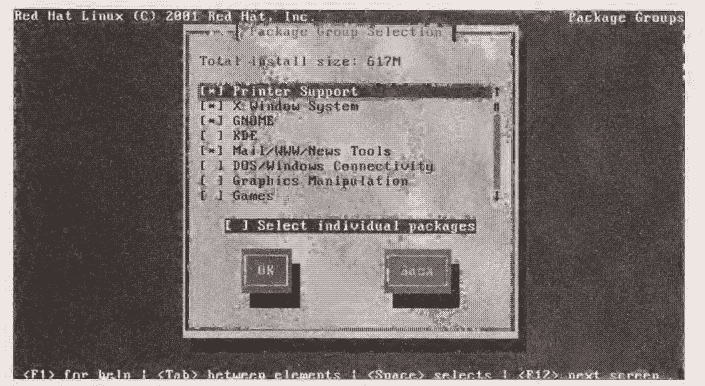 Red Hat Linux (C) 2001 Red Hat, Inc. Package Groups
Package Group Selection
Total install size: 617M
[*] Printer Support
[*] X Window System
[*] GNOME
[ ] KDE
[*] Mail/WWW/News Tools
[ ] DOS/Windows Connectivity
[ ] Graphics Manipulation
[ ] Games
[ ] Select individual packages
OK Back
<F1> for help | <Tab> between elements | <Space> selects | <F12> next screen